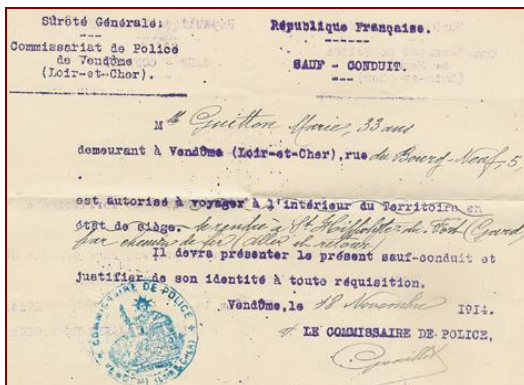 Sûreté Générale:
Commissariat de Police
de Vendôme
(Loir-et-Cher).
République Française.
SAUF - CONDUIT.
Mlle Guitton Marie, 33 ans
demeurant à Vendôme (Loir-et-Cher), rue du Bourg-Neuf, 5
est autorisé à voyager à l'intérieur du Territoire en
état de siège. se rendre à St Hippolyte du Fort (Gard)
par chemin de fer (aller et retour)
Il devra présenter le présent sauf-conduit et
justifier de son identité à toute réquisition.
Vendôme, le 18 Novembre 1914.
LE COMMISSAIRE DE POLICE,
COMMISSAIRE DE POLICE